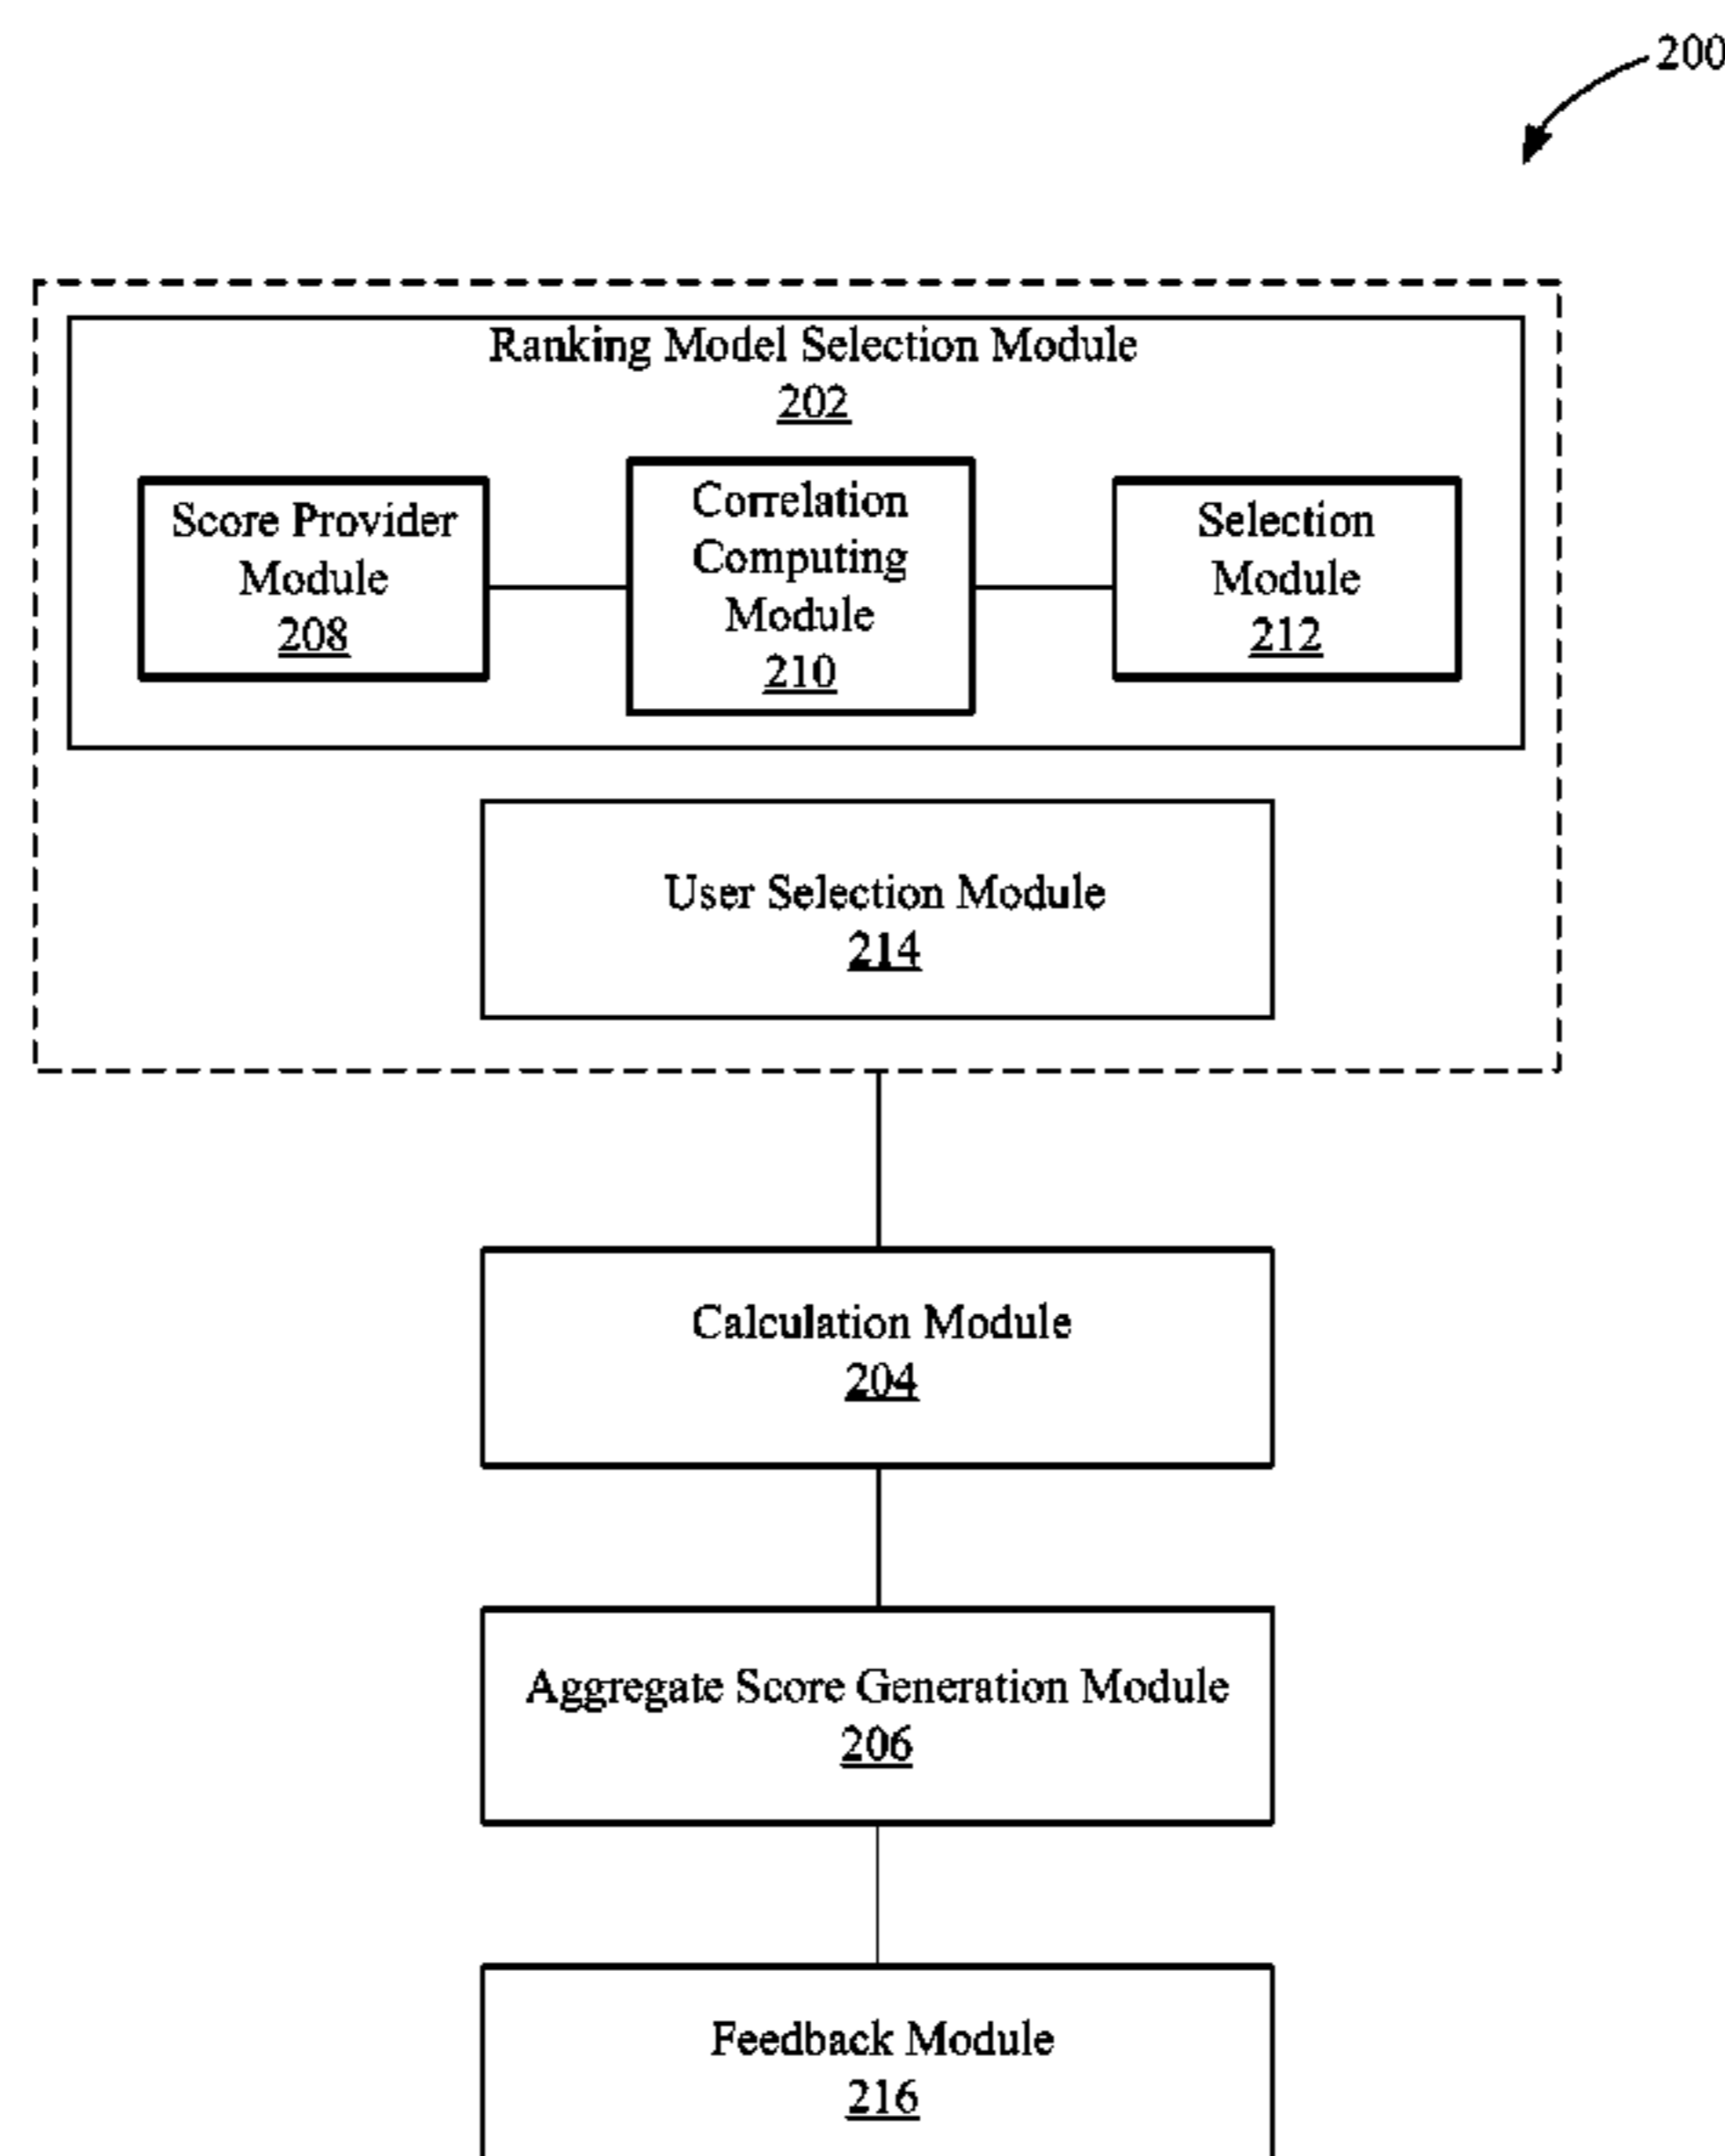 200
Ranking Model Selection Module
202
Score Provider
Module
208
Correlation
Computing
Module
210
Selection
Module
212
User Selection Module
214
Calculation Module
204
Aggregate Score Generation Module
206
Feedback Module
216